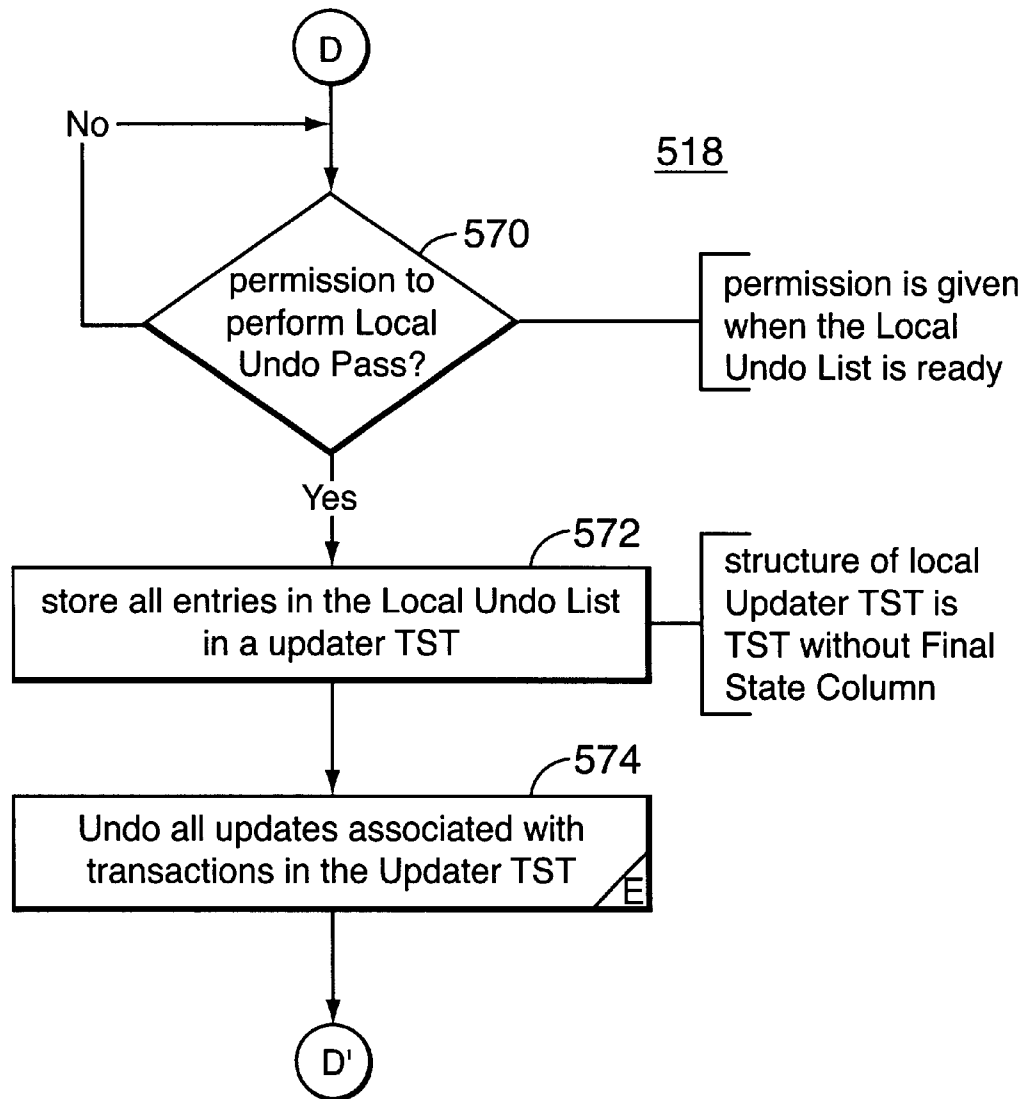 D
No
518
570
permission to
perform Local
Undo Pass?
permission is given
when the Local
Undo List is ready
Yes
572
store all entries in the Local Undo List
in a updater TST
structure of local
Updater TST is
TST without Final
State Column
574
Undo all updates associated with
transactions in the Updater TST
E
D'